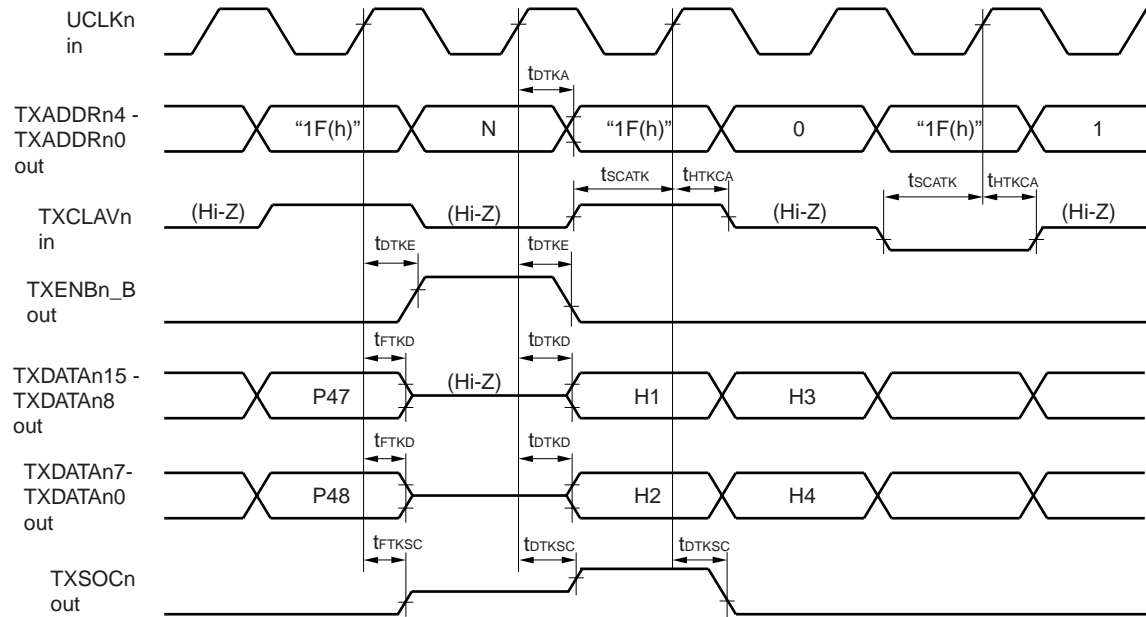 UCLKn
in
tDTKA
TXADDRn4 -
TXADDRn0
out
“1F(h)” N “1F(h)” 0 “1F(h)” 1
tSCATK tHTKCA tSCATK tHTKCA
TXCLAVn
in
(Hi-Z) (Hi-Z) (Hi-Z) (Hi-Z)
tDTKE tDTKE
TXENBn_B
out
tFTKD tDTKD
TXDATAn15 -
TXDATAn8
out
P47 (Hi-Z) H1 H3
tFTKD tDTKD
TXDATAn7-
TXDATAn0
out
P48 H2 H4
tFTKSC tDTKSC tDTKSC
TXSOCn
out